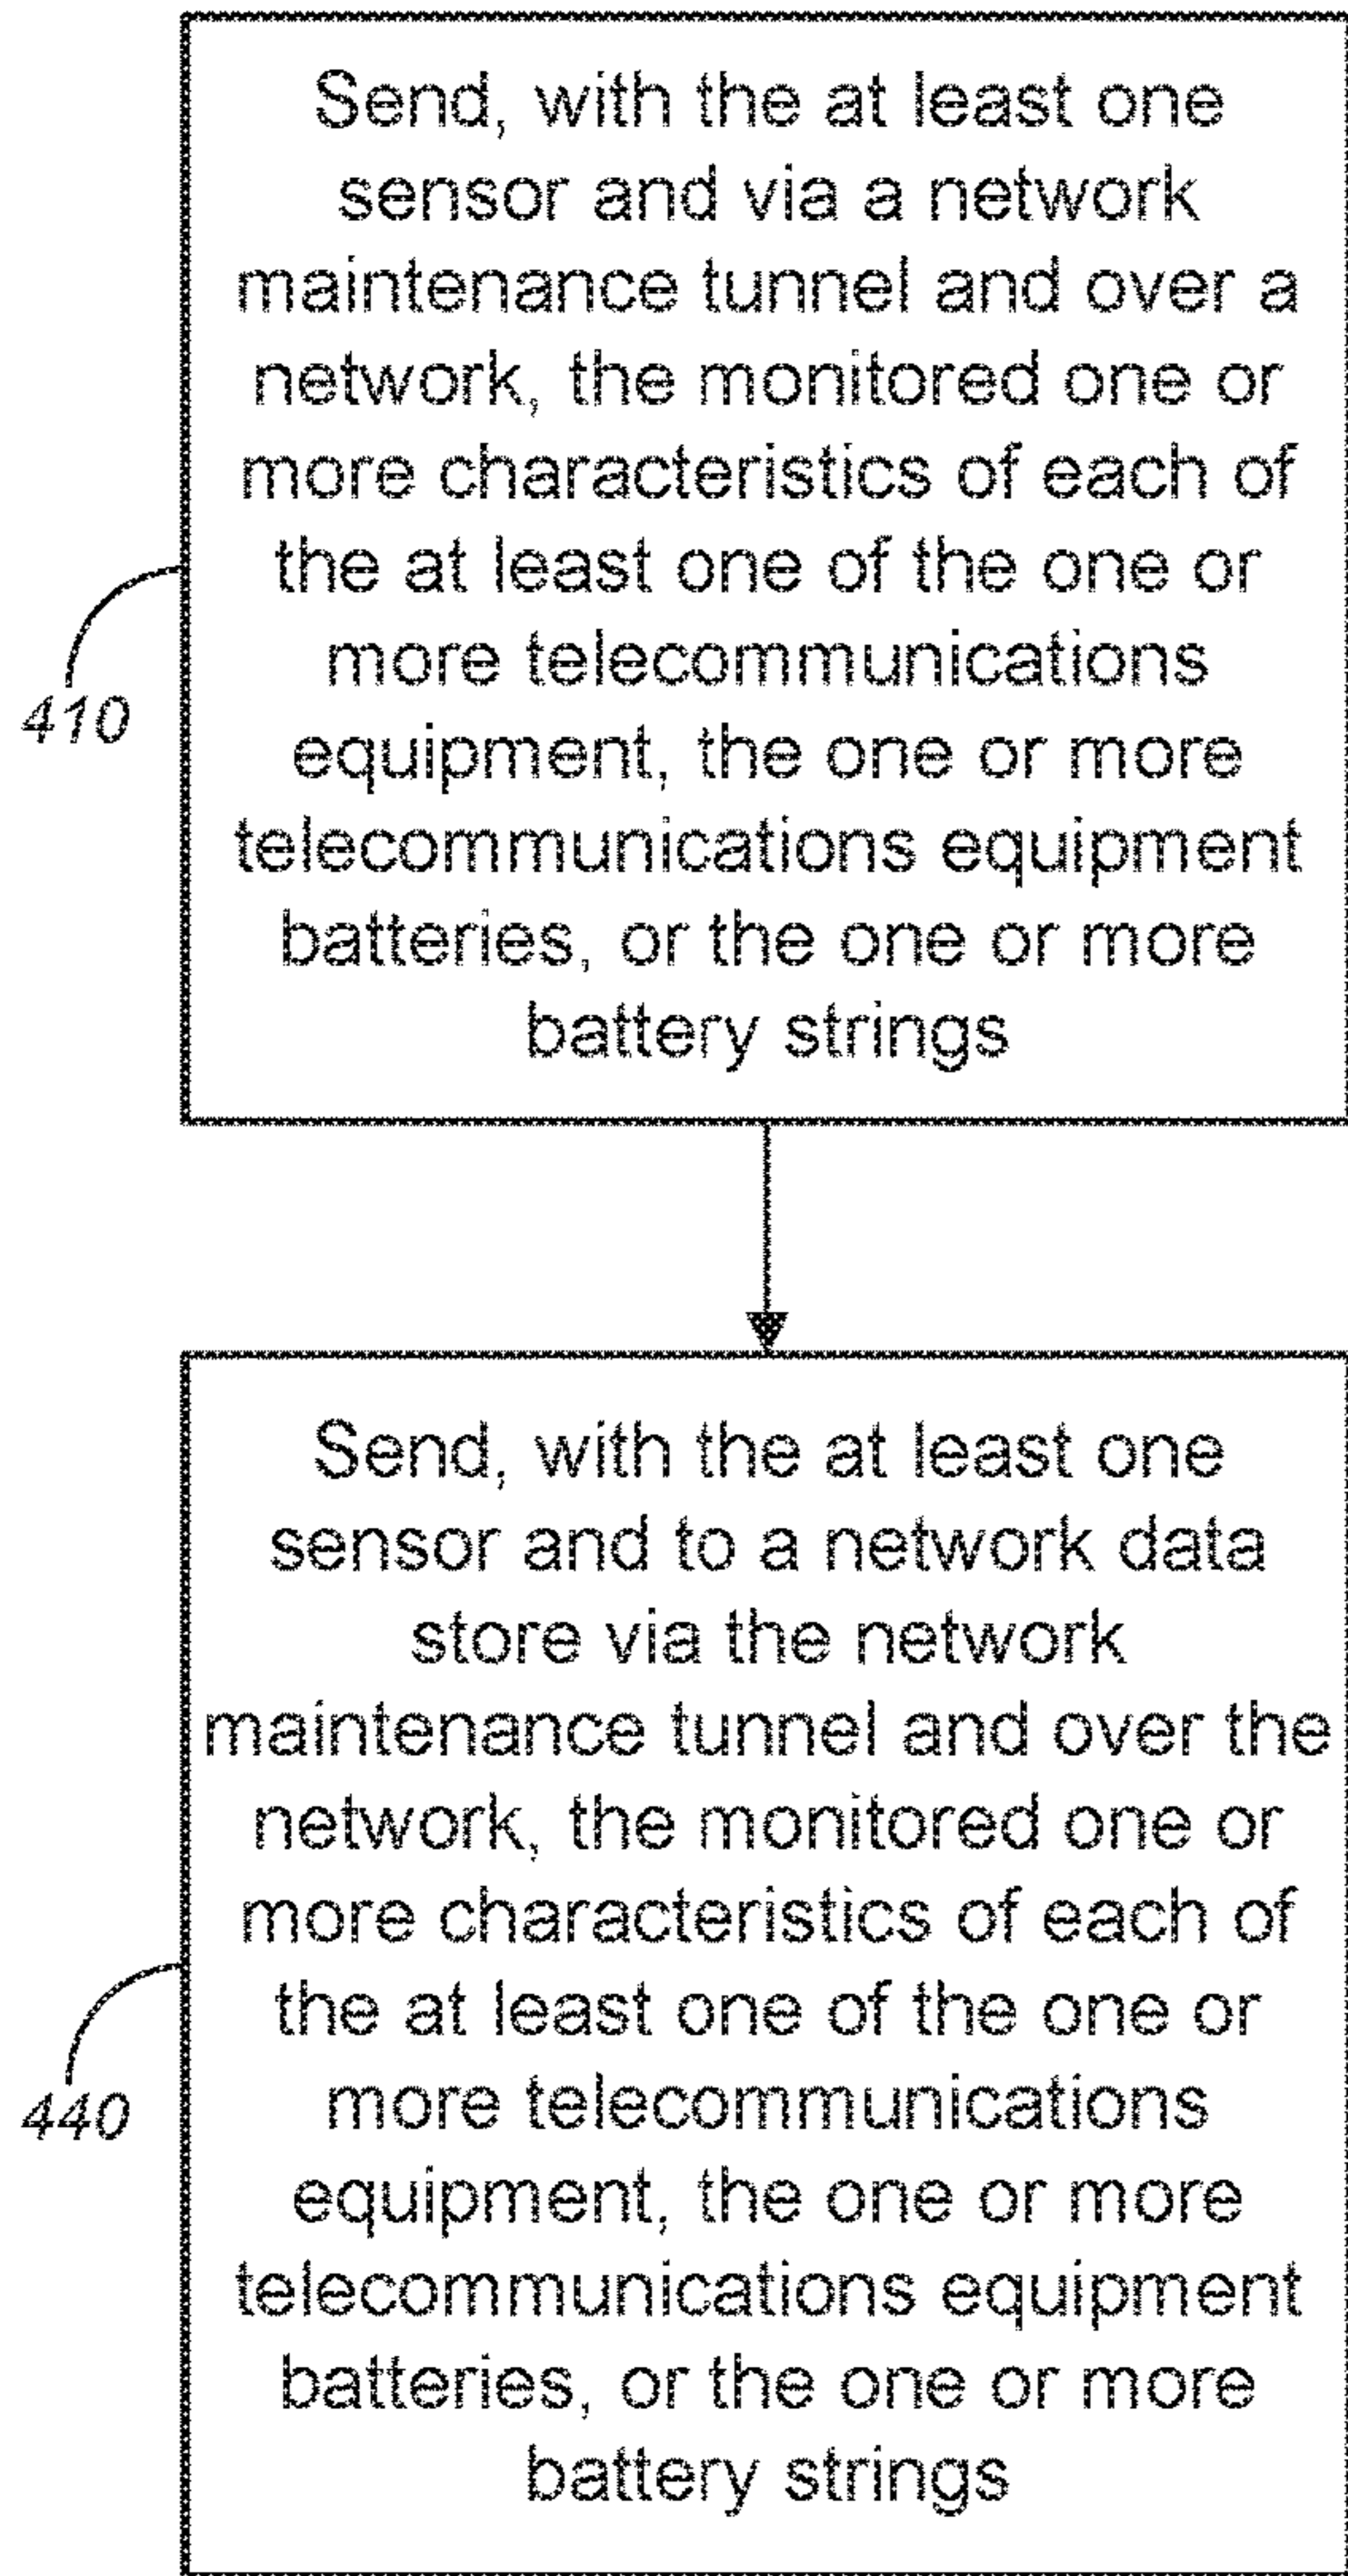 Send, with the at least one
sensor and via a network
maintenance tunnel and over a
network, the monitored one or
more characteristics of each of
the at least one of the one or
more telecommunications
equipment, the one or more
telecommunications equipment
batteries, or the one or more
battery strings
410
Send, with the at least one
sensor and to a network data
store via the network
maintenance tunnel and over the
network, the monitored one or
more characteristics of each of
the at least one of the one or
more telecommunications
equipment, the one or more
telecommunications equipment
batteries, or the one or more
battery strings
440